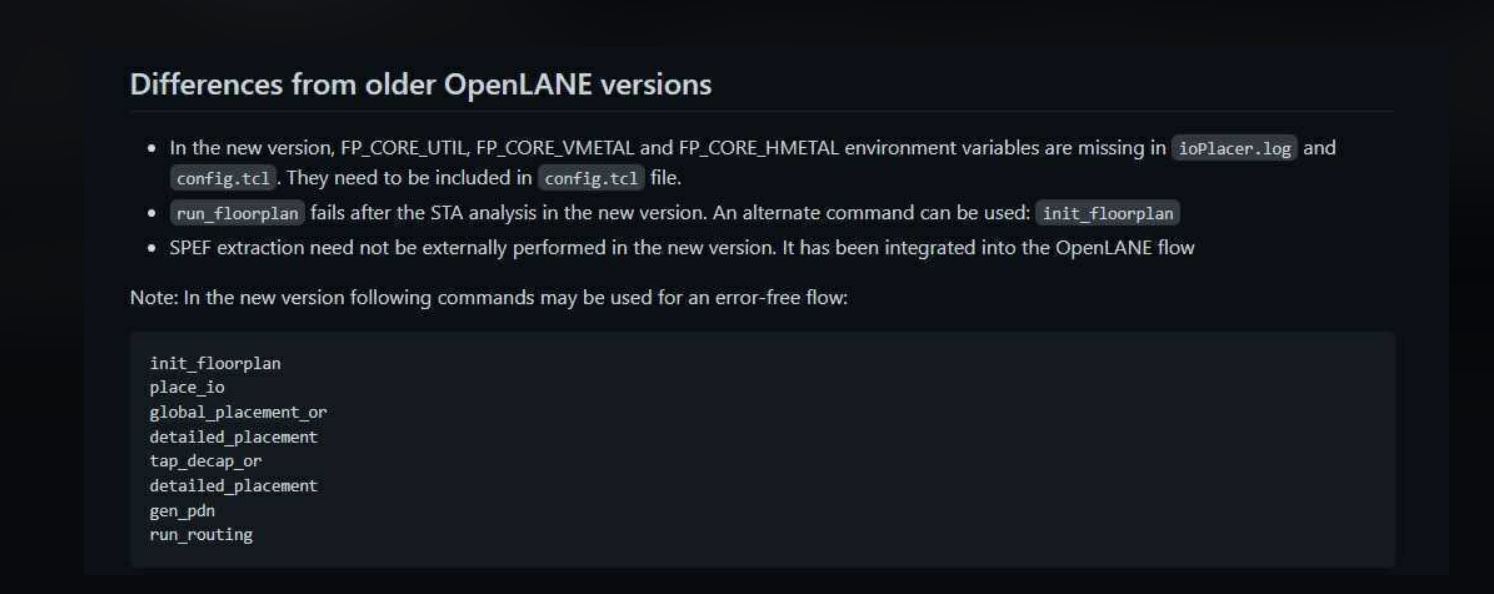 Differences from older OpenLANE versions
• In the new version, FP_CORE_UTIL, FP_CORE_VMETAL and FP_CORE_HMETAL environment variables are missing in ioPlacer.log and
config.tcl. They need to be included in config.tcl file.
• run_floorplan fails after the STA analysis in the new version. An alternate command can be used: init_floorplan
• SPEF extraction need not be externally performed in the new version. It has been integrated into the OpenLANE flow
Note: In the new version following commands may be used for an error-free flow:
init_floorplan
place_io
global_placement_or
detailed_placement
tap_decap_or
detailed_placement
gen_pdn
run_routing